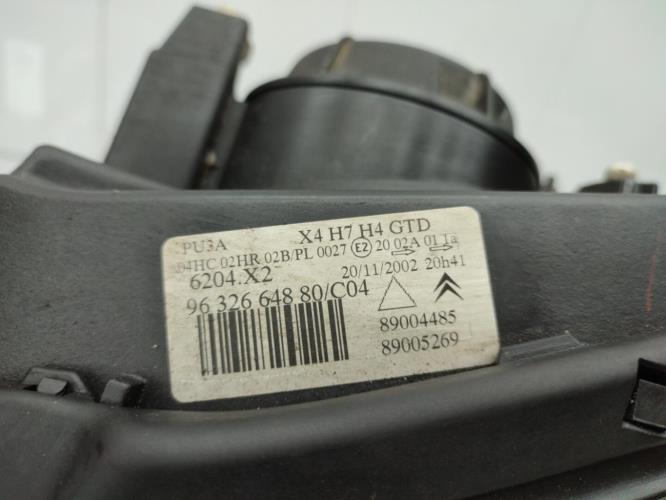 PU3A X4 H7 H4 GTD
04HC 02HR 02B/PL 0027 E2 20 02A 01 1a
6204.X2 20/11/2002 20h41
96 326 648 80/C04
89004485
89005269